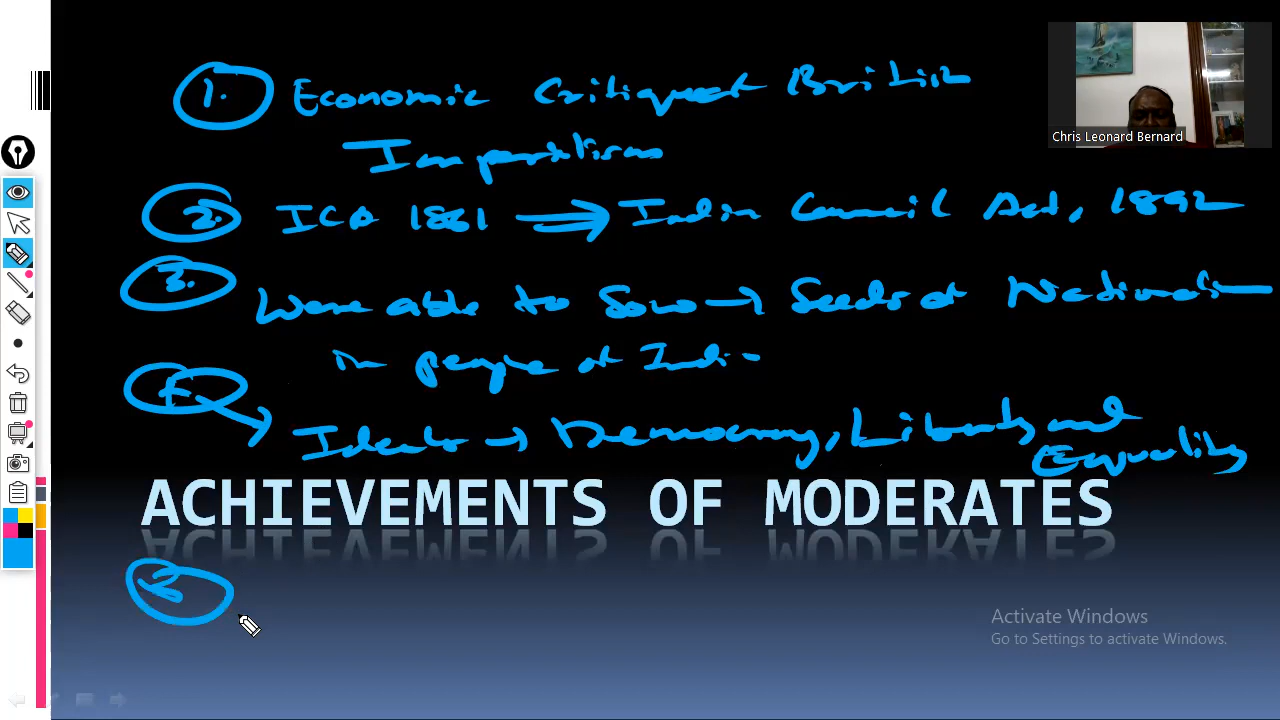 Chris Leonard Bernard
1. Economic Critique of British
Imperialism
2. ICA 1861 → Indian Council Act, 1892
3. Were able to Sow → Seeds of Nationalism
in people of India
Ideals → Democracy, Liberty and
Equality
ACHIEVEMENTS OF MODERATES
5
Activate Windows
Go to Settings to activate Windows.